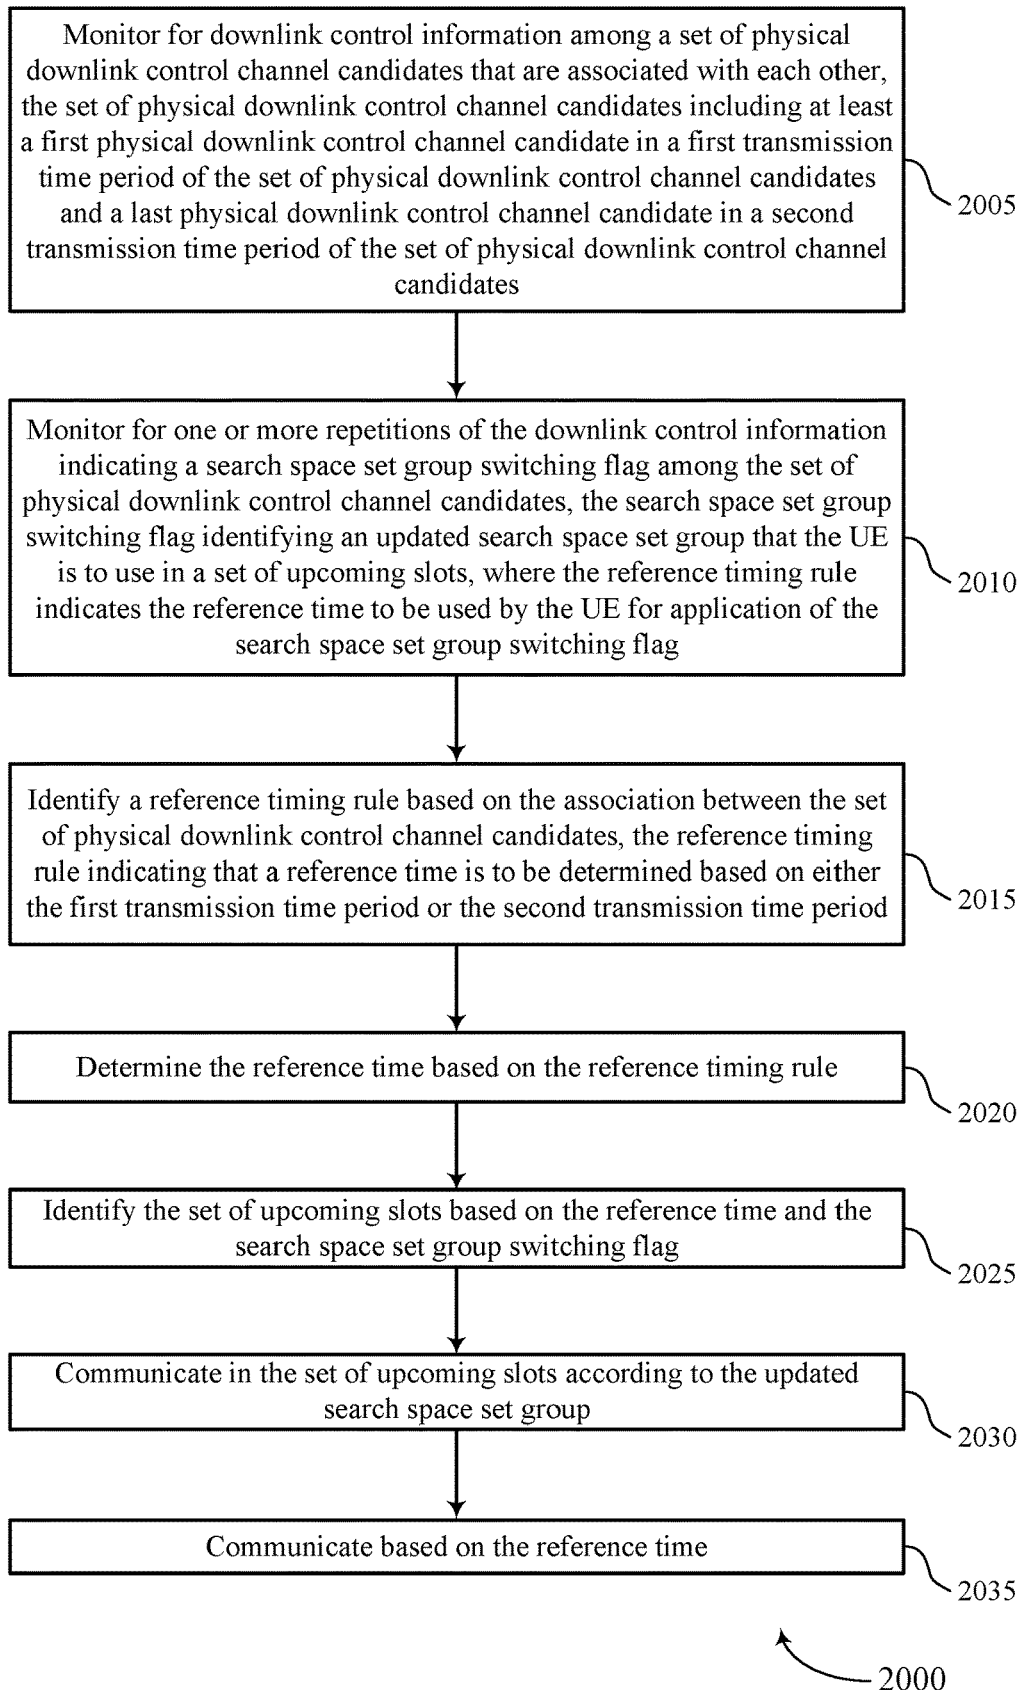 Monitor for downlink control information among a set of physical
downlink control channel candidates that are associated with each other,
the set of physical downlink control channel candidates including at least
a first physical downlink control channel candidate in a first transmission
time period of the set of physical downlink control channel candidates
and a last physical downlink control channel candidate in a second
transmission time period of the set of physical downlink control channel
candidates
2005
Monitor for one or more repetitions of the downlink control information
indicating a search space set group switching flag among the set of
physical downlink control channel candidates, the search space set group
switching flag identifying an updated search space set group that the UE
is to use in a set of upcoming slots, where the reference timing rule
indicates the reference time to be used by the UE for application of the
search space set group switching flag
2010
Identify a reference timing rule based on the association between the set
of physical downlink control channel candidates, the reference timing
rule indicating that a reference time is to be determined based on either
the first transmission time period or the second transmission time period
2015
Determine the reference time based on the reference timing rule
2020
Identify the set of upcoming slots based on the reference time and the
search space set group switching flag
2025
Communicate in the set of upcoming slots according to the updated
search space set group
2030
Communicate based on the reference time
2035
2000